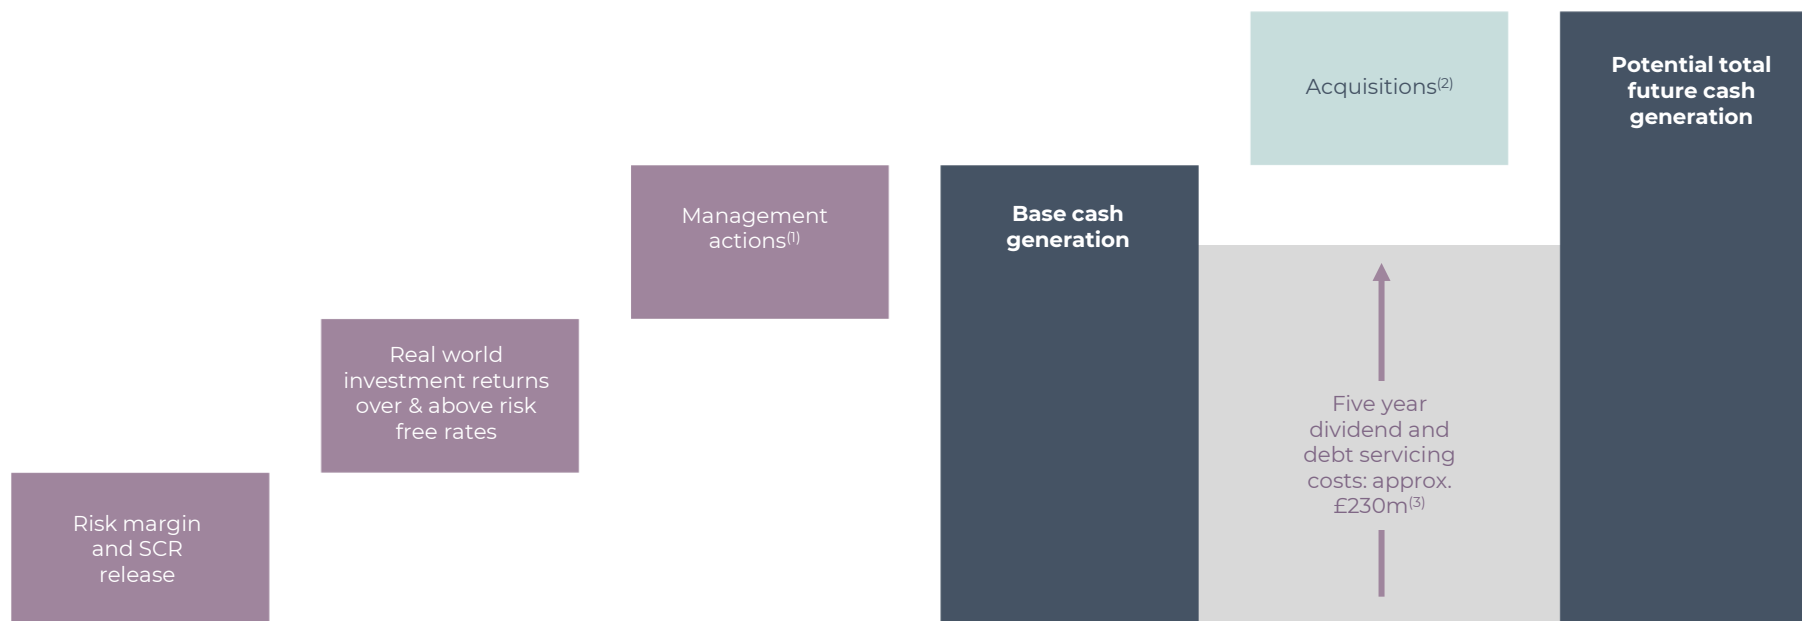 Risk margin
and SCR
release
Real world
investment returns
over & above risk
free rates
Management
actions(1)
Base cash
generation
Acquisitions(2)
Five year
dividend and
debt servicing
costs: approx.
£230m(3)
Potential total
future cash
generation